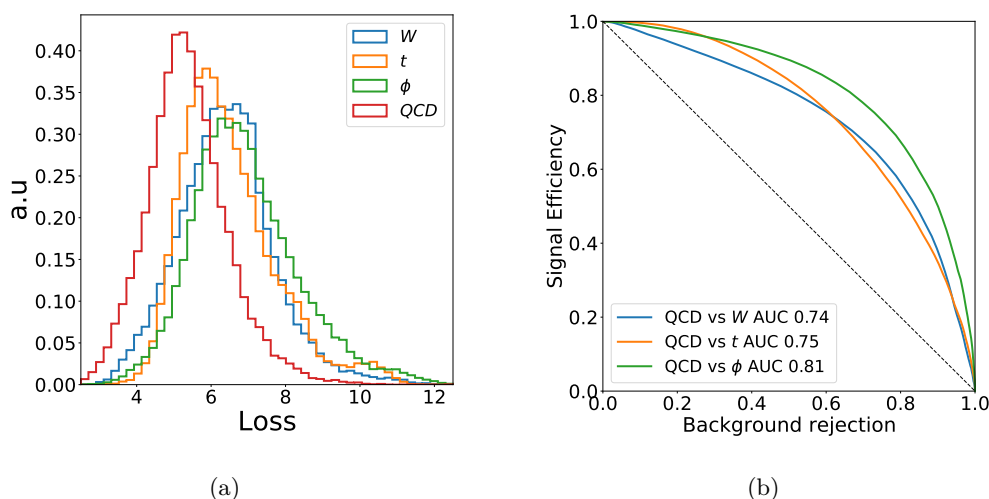 0.40
0.35
0.30
0.25
0.20
0.15
0.10
0.05
0.00
a.u
4 6 8 10 12
Loss
W
t
ϕ
QCD
(a)
1.0
0.8
0.6
0.4
0.2
0.0
Signal Efficiency
0.0 0.2 0.4 0.6 0.8 1.0
Background rejection
QCD vs W AUC 0.74
QCD vs t AUC 0.75
QCD vs ϕ AUC 0.81
(b)